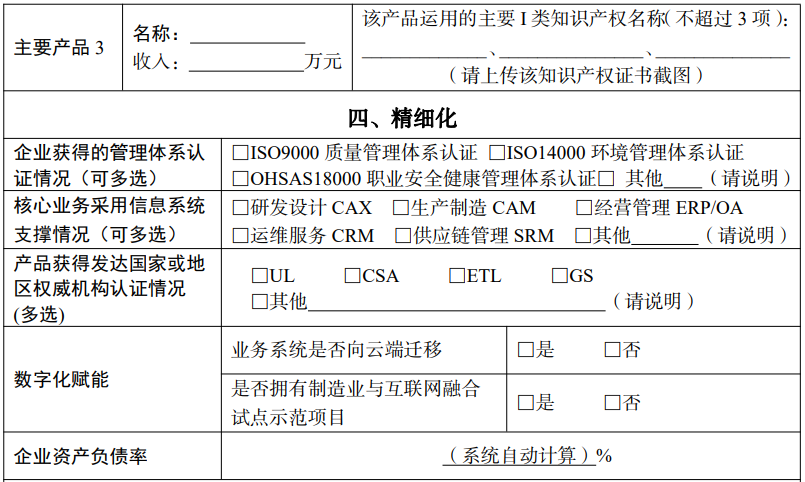 主要产品 3
名称：____________
收入：____________万元
该产品运用的主要 I 类知识产权名称（不超过 3 项）：
_____________、_______________、______________
（请上传该知识产权证书截图）
四、精细化
企业获得的管理体系认
证情况（可多选）
□ISO9000 质量管理体系认证 □ISO14000 环境管理体系认证
□OHSAS18000 职业安全健康管理体系认证□ 其他____（请说明）
核心业务采用信息系统
支撑情况（可多选）
□研发设计 CAX □生产制造 CAM □经营管理 ERP/OA
□运维服务 CRM □供应链管理 SRM □其他_______（请说明）
产品获得发达国家或地
区权威机构认证情况
(多选)
□UL □CSA □ETL □GS
□其他_______________________________（请说明）
数字化赋能
业务系统是否向云端迁移
□是 □否
是否拥有制造业与互联网融合
试点示范项目
□是 □否
企业资产负债率
（系统自动计算）%